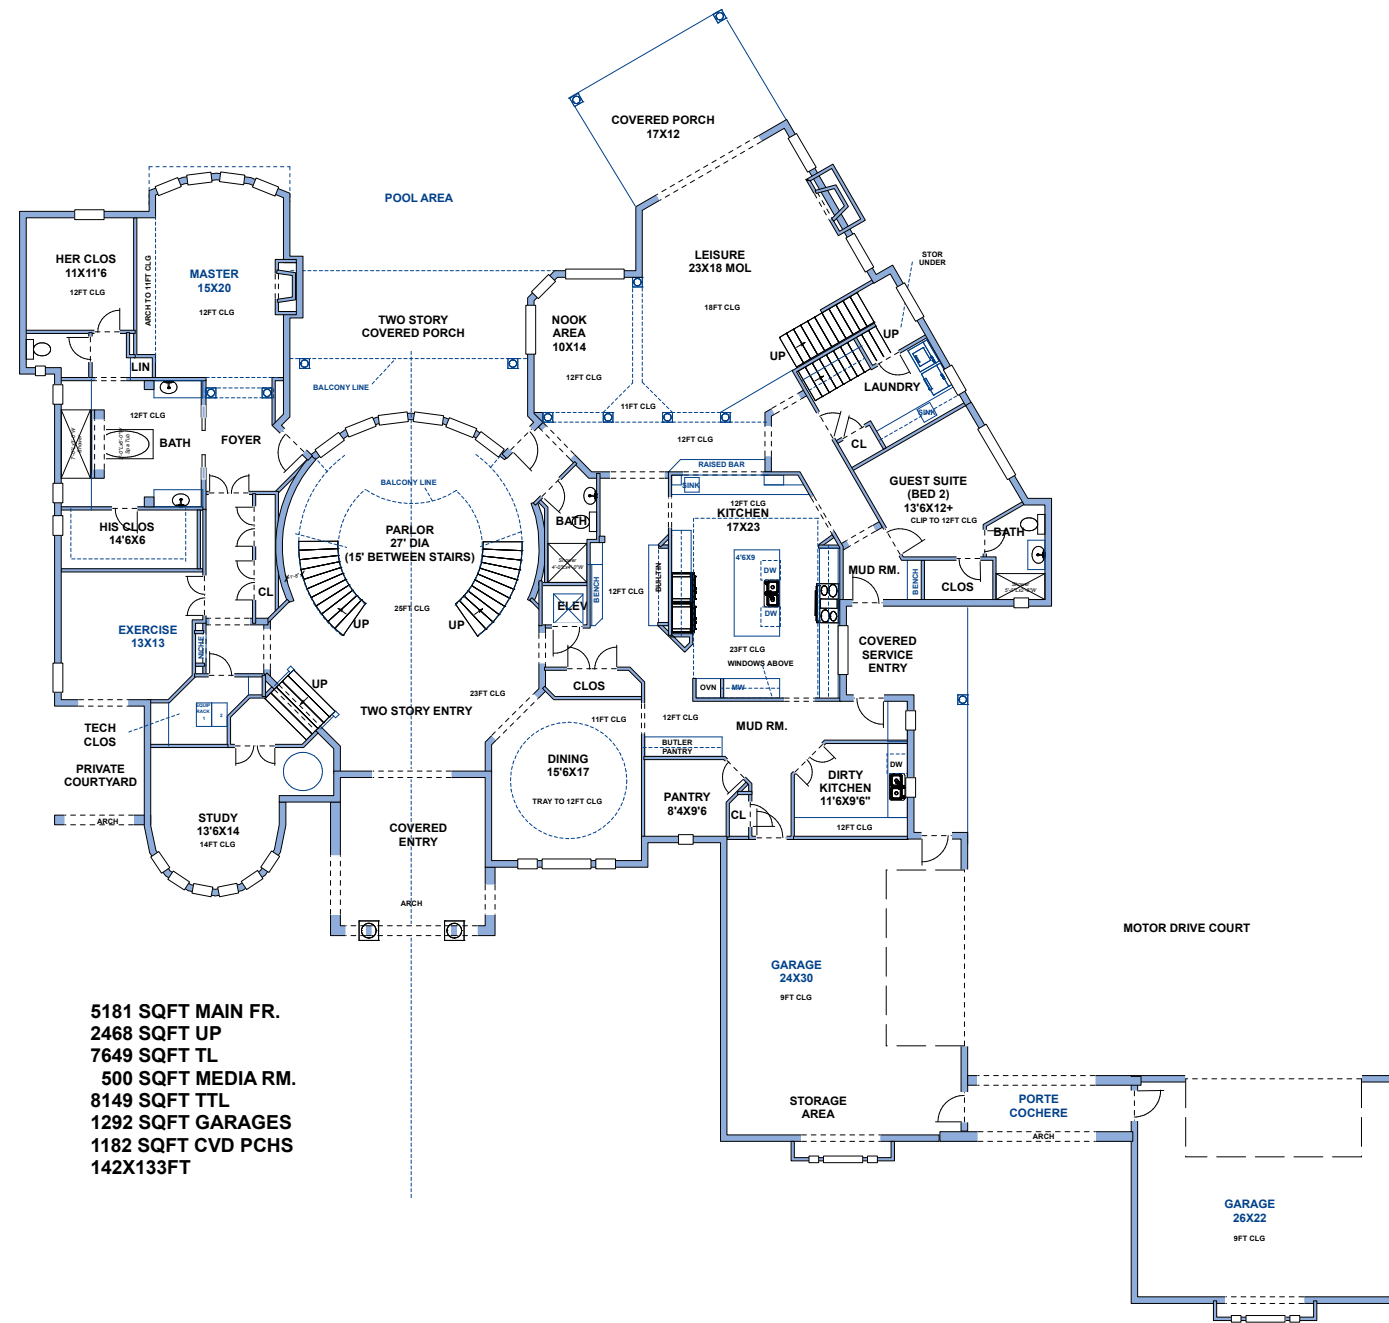 COVERED PORCH
17X12
POOL AREA
HER CLOS
11X11'6
12FT CLG
ARCH TO 11FT CLG
MASTER
15X20
12FT CLG
LEISURE
23X18 MOL
18FT CLG
STOR
UNDER
TWO STORY
COVERED PORCH
NOOK
AREA
10X14
12FT CLG
UP
UP
LIN
BALCONY LINE
LAUNDRY
SINK
11FT CLG
12FT CLG
BATH
FOYER
12FT CLG
CL
RAISED BAR
SINK
BALCONY LINE
12FT CLG
KITCHEN
17X23
GUEST SUITE
(BED 2)
13'6X12+
CLIP TO 12FT CLG
BATH
HIS CLOS
14'6X6
PARLOR
27' DIA
(15' BETWEEN STAIRS)
BATH
4'6X9
DW
DW
MUD RM.
BENCH
CLOS
BUILT-IN
BENCH
12FT CLG
CL
25FT CLG
ELEV
UP
UP
EXERCISE
13X13
NICHE
COVERED
SERVICE
ENTRY
23FT CLG
WINDOWS ABOVE
UP
CLOS
OVN
MW
23FT CLG
TWO STORY ENTRY
EQUIP
RACK
1
2
11FT CLG
12FT CLG
MUD RM.
TECH
CLOS
BUTLER
PANTRY
PRIVATE
COURTYARD
DINING
15'6X17
TRAY TO 12FT CLG
DW
DIRTY
KITCHEN
11'6X9'6"
12FT CLG
PANTRY
8'4X9'6
CL
ARCH
STUDY
13'6X14
14FT CLG
COVERED
ENTRY
ARCH
MOTOR DRIVE COURT
GARAGE
24X30
9FT CLG
5181 SQFT MAIN FR.
2468 SQFT UP
7649 SQFT TL
500 SQFT MEDIA RM.
8149 SQFT TTL
1292 SQFT GARAGES
1182 SQFT CVD PCHS
142X133FT
STORAGE
AREA
PORTE
COCHERE
ARCH
GARAGE
26X22
9FT CLG